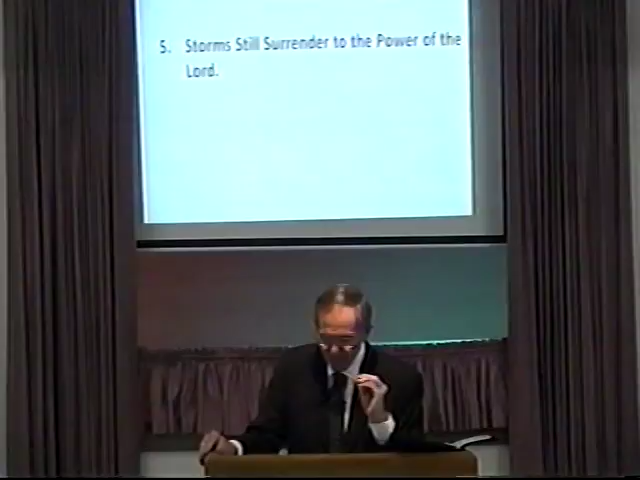 5. Storms Still Surrender to the Power of the
Lord.